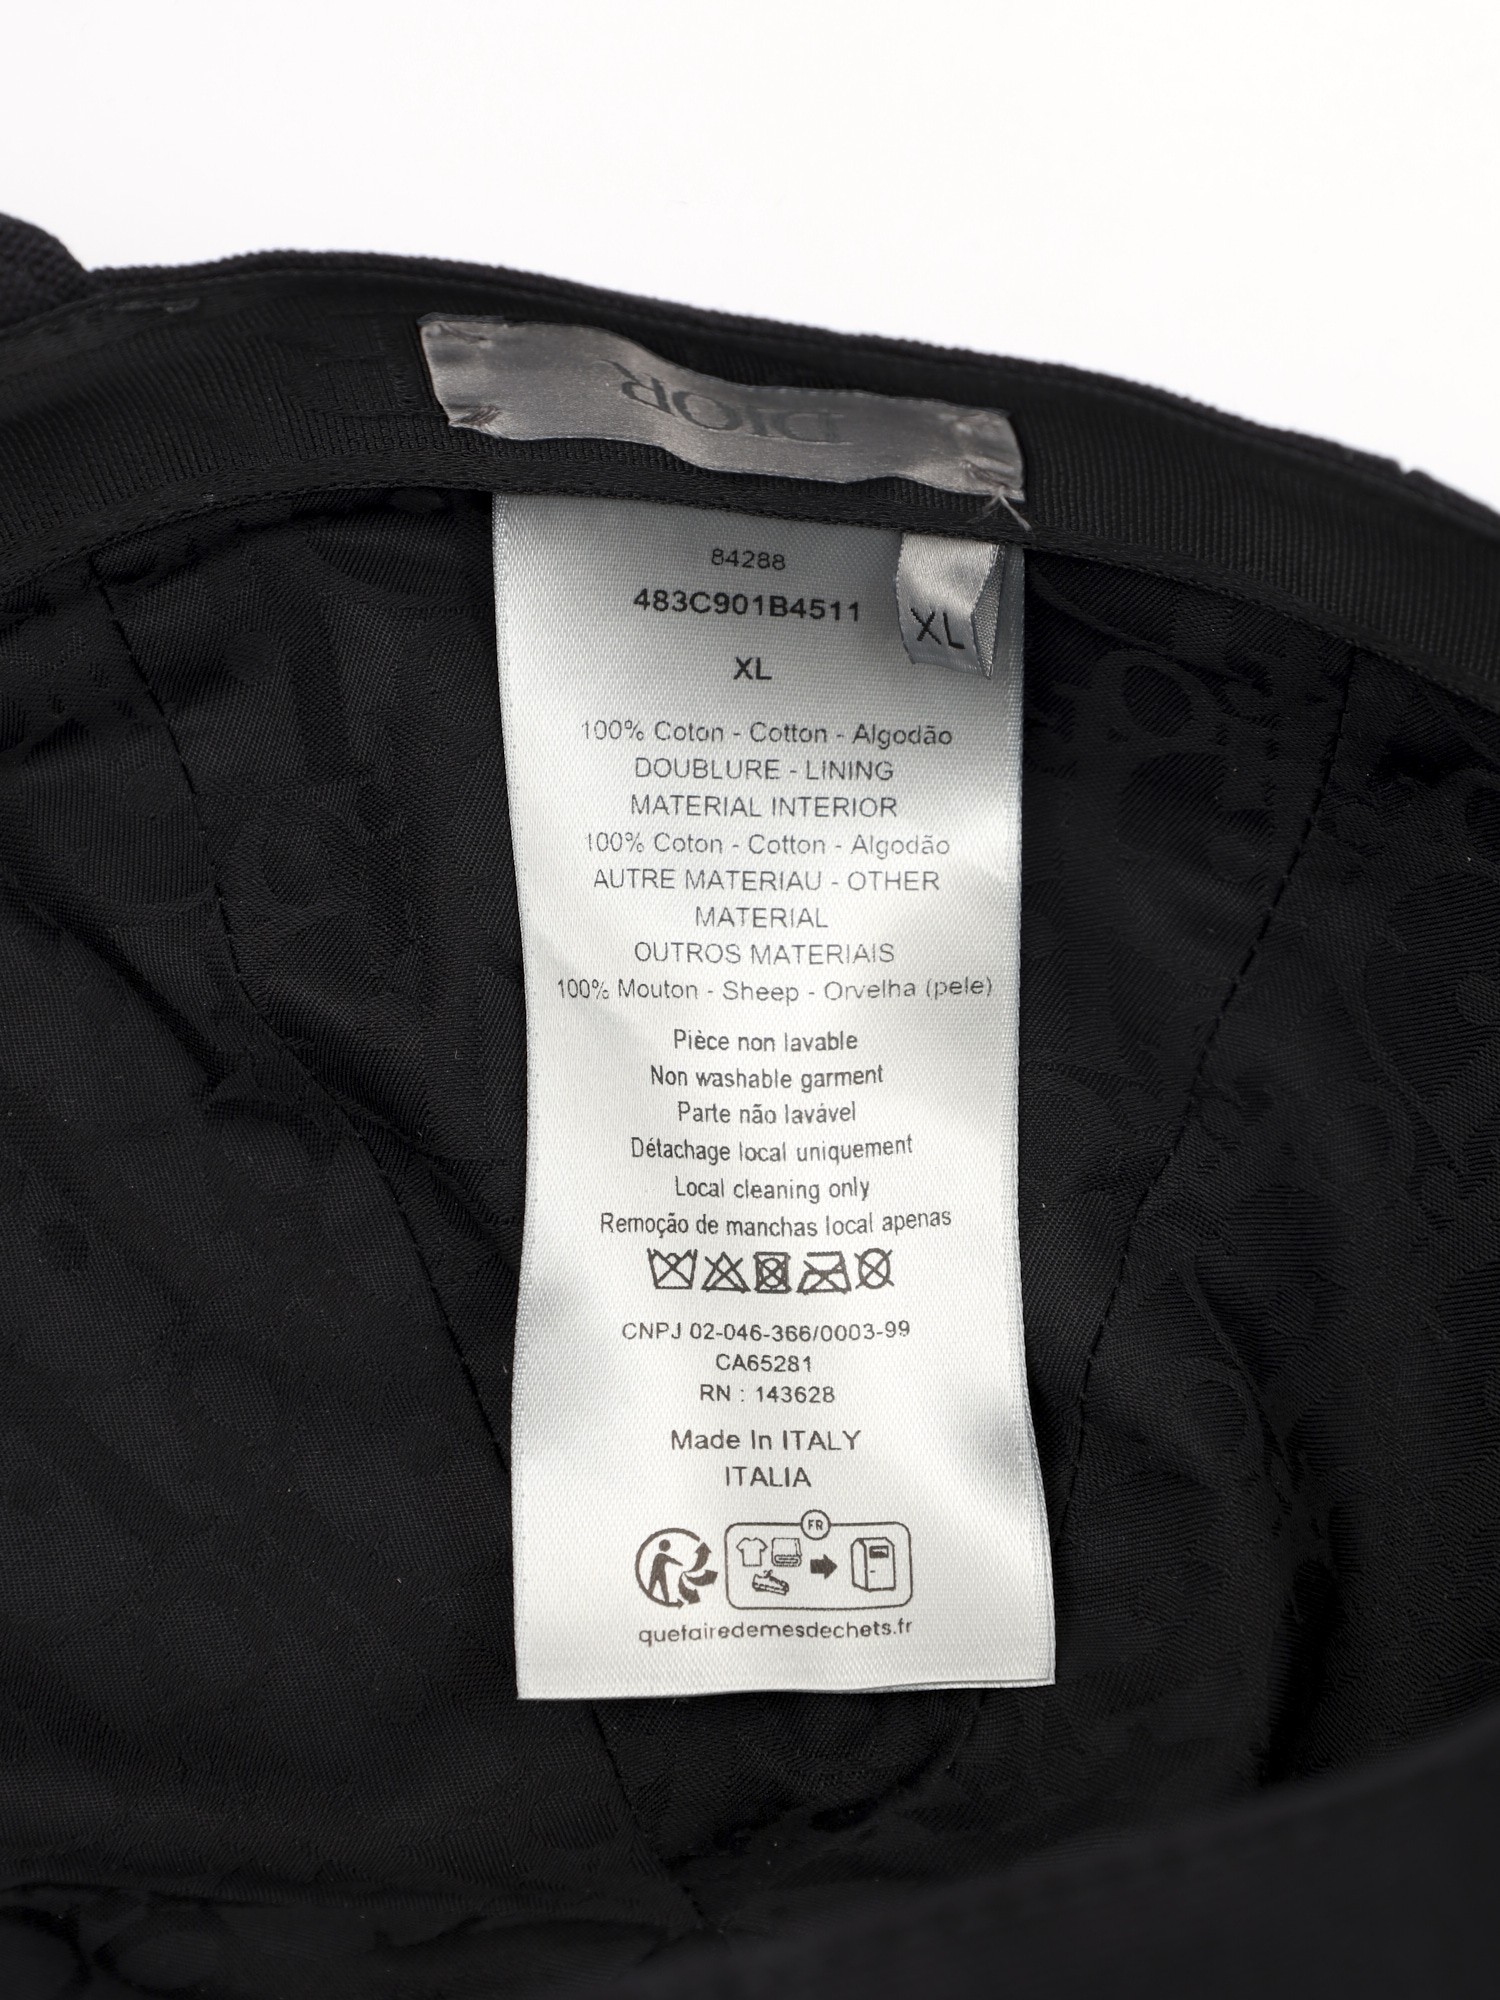 DIOR
84288
483C901B4511
XL
XL
100% Coton - Cotton - Algodão
DOUBLURE - LINING
MATERIAL INTERIOR
100% Coton - Cotton - Algodão
AUTRE MATERIAU - OTHER
MATERIAL
OUTROS MATERIAIS
100% Mouton - Sheep - Orvelha (pele)
Pièce non lavable
Non washable garment
Parte não lavável
Détachage local uniquement
Local cleaning only
Remoção de manchas local apenas
CNPJ 02-046-366/0003-99
CA65281
RN : 143628
Made In ITALY
ITALIA
FR
quefairedemesdechets.fr